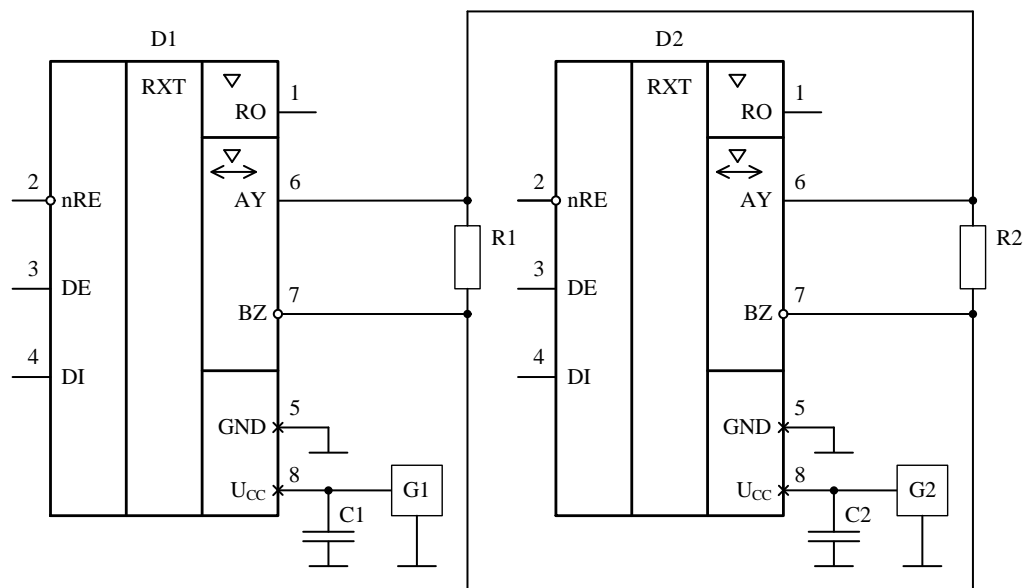 D1
RXT
RO
1
2
nRE
AY
6
R1
3
DE
BZ
7
4
DI
GND
5
UCC
8
G1
C1
D2
RXT
RO
1
2
nRE
AY
6
R2
3
DE
BZ
7
4
DI
GND
5
UCC
8
G2
C2